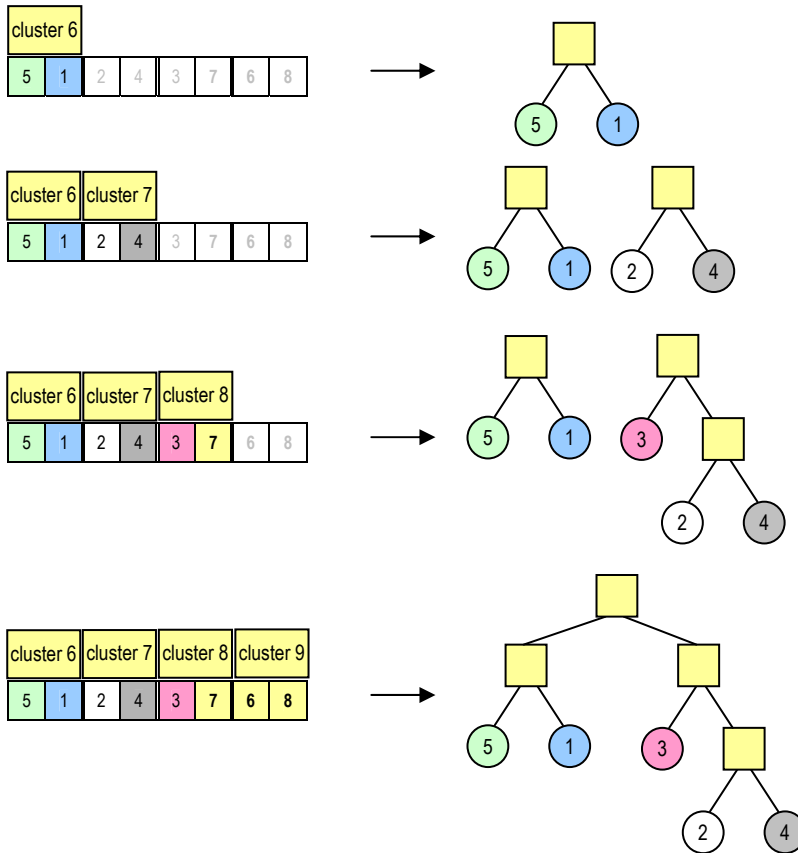 cluster 6
5 1 2 4 3 7 6 8
5 1
cluster 6 cluster 7
5 1 2 4 3 7 6 8
5 1 2 4
cluster 6 cluster 7 cluster 8
5 1 2 4 3 7 6 8
5 1 3
2 4
cluster 6 cluster 7 cluster 8 cluster 9
5 1 2 4 3 7 6 8
5 1 3
2 4